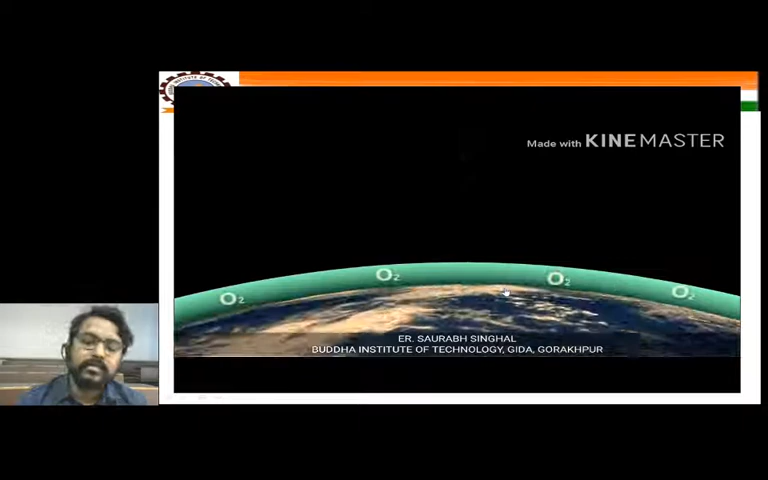 Made with KINEMASTER
O₂
O₂
O₂
O₂
ER. SAURABH SINGHAL
BUDDHA INSTITUTE OF TECHNOLOGY, GIDA, GORAKHPUR